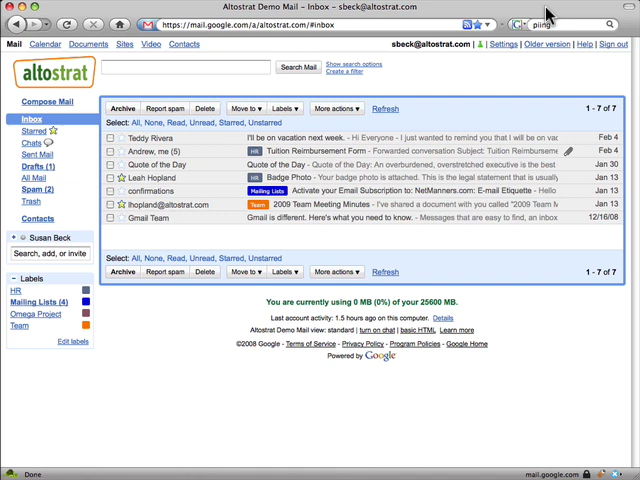 Altostrat Demo Mail – Inbox – sbeck@altostrat.com
https://mail.google.com/a/altostrat.com/#inbox
piing
Mail Calendar Documents Sites Video Contacts
sbeck@altostrat.com | Settings | Older version | Help | Sign out
altostrat
Search Mail
Show search options
Create a filter
Compose Mail
Inbox
Starred
Chats
Sent Mail
Drafts (1)
All Mail
Spam (2)
Trash
Contacts
Susan Beck
Search, add, or invite
Labels
HR
Mailing Lists (4)
Omega Project
Team
Edit labels
Archive Report spam Delete Move to ▼ Labels ▼ More actions ▼ Refresh 1 - 7 of 7
Select: All, None, Read, Unread, Starred, Unstarred
Teddy Rivera I'll be on vacation next week. - Hi Everyone - I just wanted to remind you that I will be on vac Feb 4
Andrew, me (5) HR Tuition Reimbursement Form - Forwarded conversation Subject: Tuition Reimburseme Feb 4
Quote of the Day Quote of the Day - Quote of the Day: An overburdened, overstretched executive is the best Jan 30
Leah Hopland HR Badge Photo - Your badge photo is attached. This is the legal statement that is usually Jan 13
confirmations Mailing Lists Activate your Email Subscription to: NetManners.com: E-mail Etiquette - Hello Jan 13
lhopland@altostrat.com Team 2009 Team Meeting Minutes - I've shared a document with you called "2009 Team M Jan 13
Gmail Team Gmail is different. Here's what you need to know. - Messages that are easy to find, an inbox 12/16/08
Select: All, None, Read, Unread, Starred, Unstarred
Archive Report spam Delete Move to ▼ Labels ▼ More actions ▼ Refresh 1 - 7 of 7
You are currently using 0 MB (0%) of your 25600 MB.
Last account activity: 1.5 hours ago on this computer. Details
Altostrat Demo Mail view: standard | turn on chat | basic HTML Learn more
©2008 Google - Terms of Service - Privacy Policy - Program Policies - Google Home
Powered by Google
Done
mail.google.com